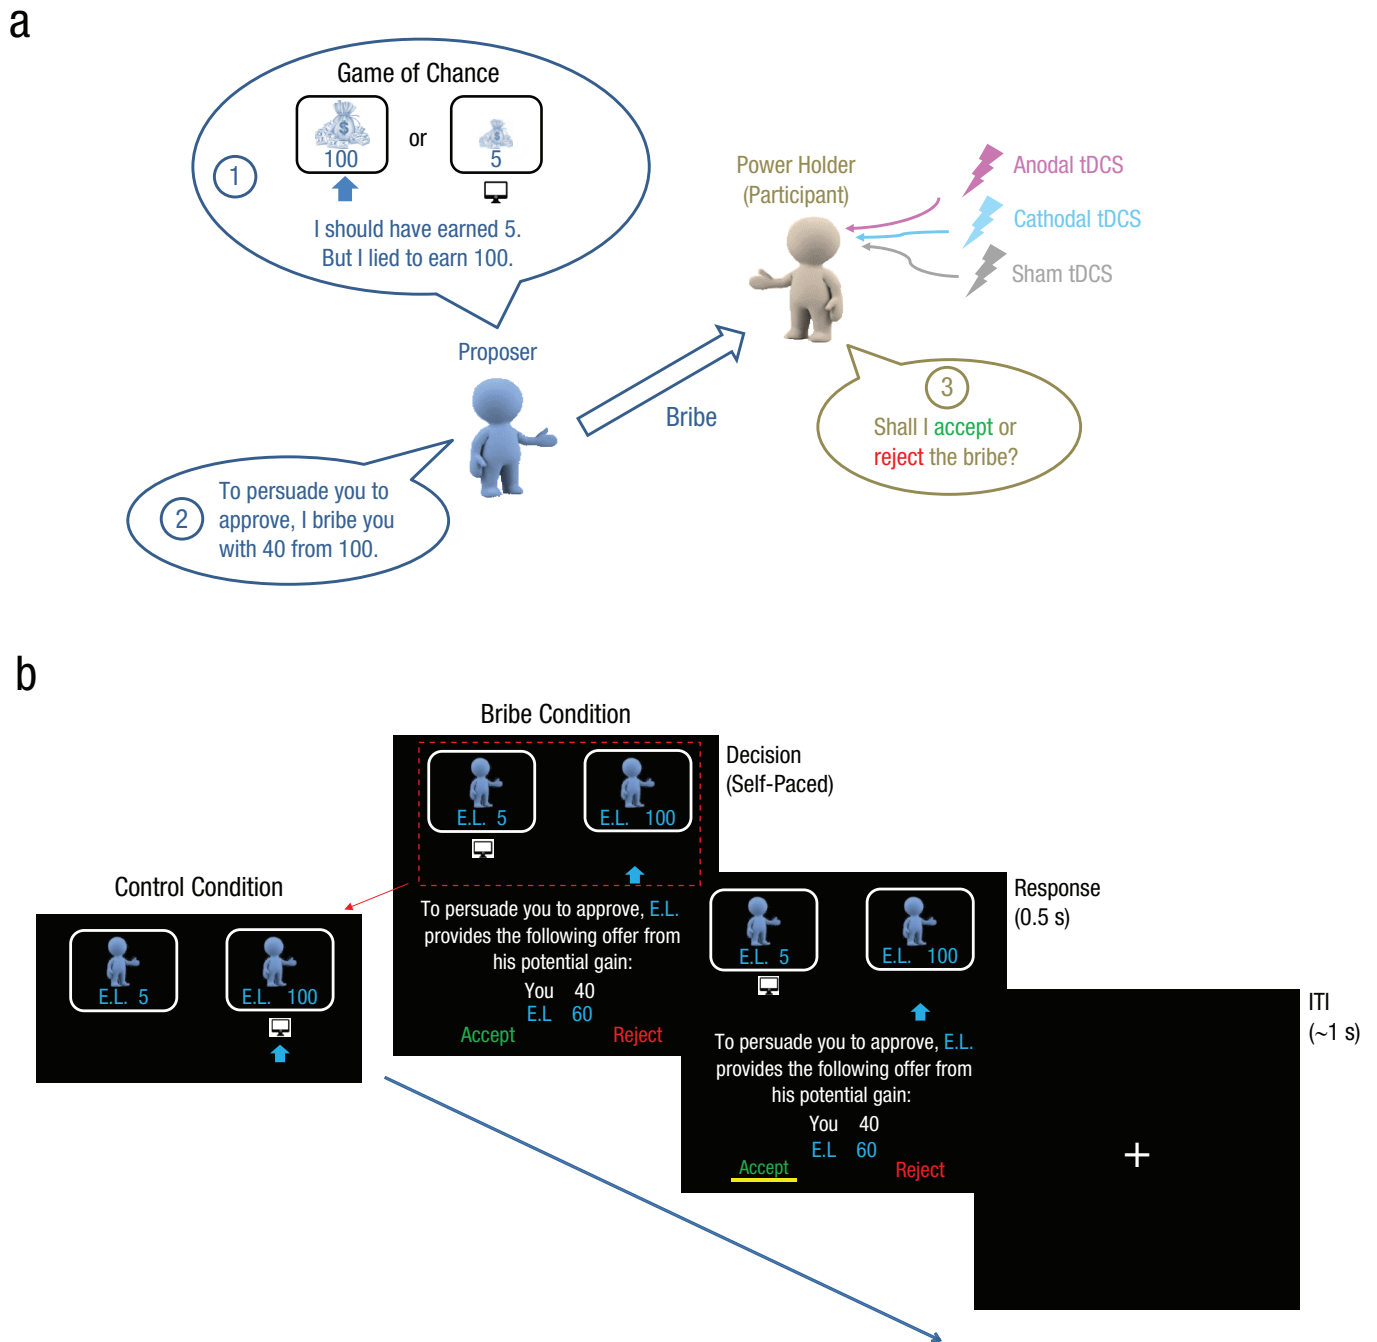 a
Game of Chance
$
$
100
or
5
1
I should have earned 5.
But I lied to earn 100.
Proposer
2
To persuade you to
approve, I bribe you
with 40 from 100.
Bribe
Power Holder
(Participant)
Anodal tDCS
Cathodal tDCS
Sham tDCS
3
Shall I accept or
reject the bribe?
b
Control Condition
E.L. 5
E.L. 100
Bribe Condition
E.L. 5
E.L. 100
To persuade you to approve, E.L.
provides the following offer from
his potential gain:
You 40
E.L 60
Accept
Reject
Decision
(Self-Paced)
E.L. 5
E.L. 100
To persuade you to approve, E.L.
provides the following offer from
his potential gain:
You 40
E.L 60
Accept
Reject
Response
(0.5 s)
+
ITI
(~1 s)